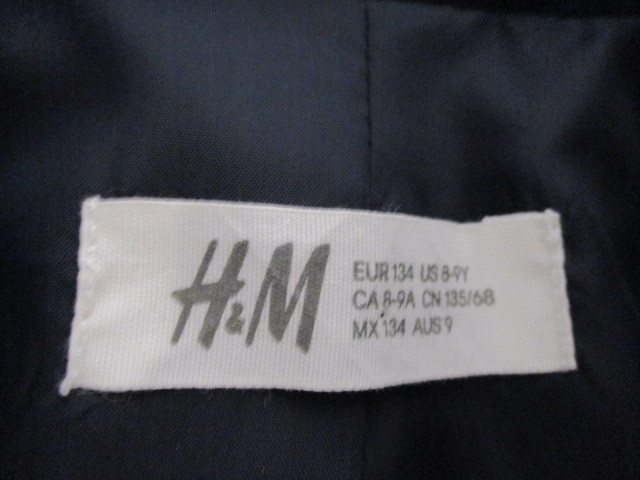 H&M
EUR 134 US 8-9Y
CA 8-9A CN 135/68
MX 134 AUS 9